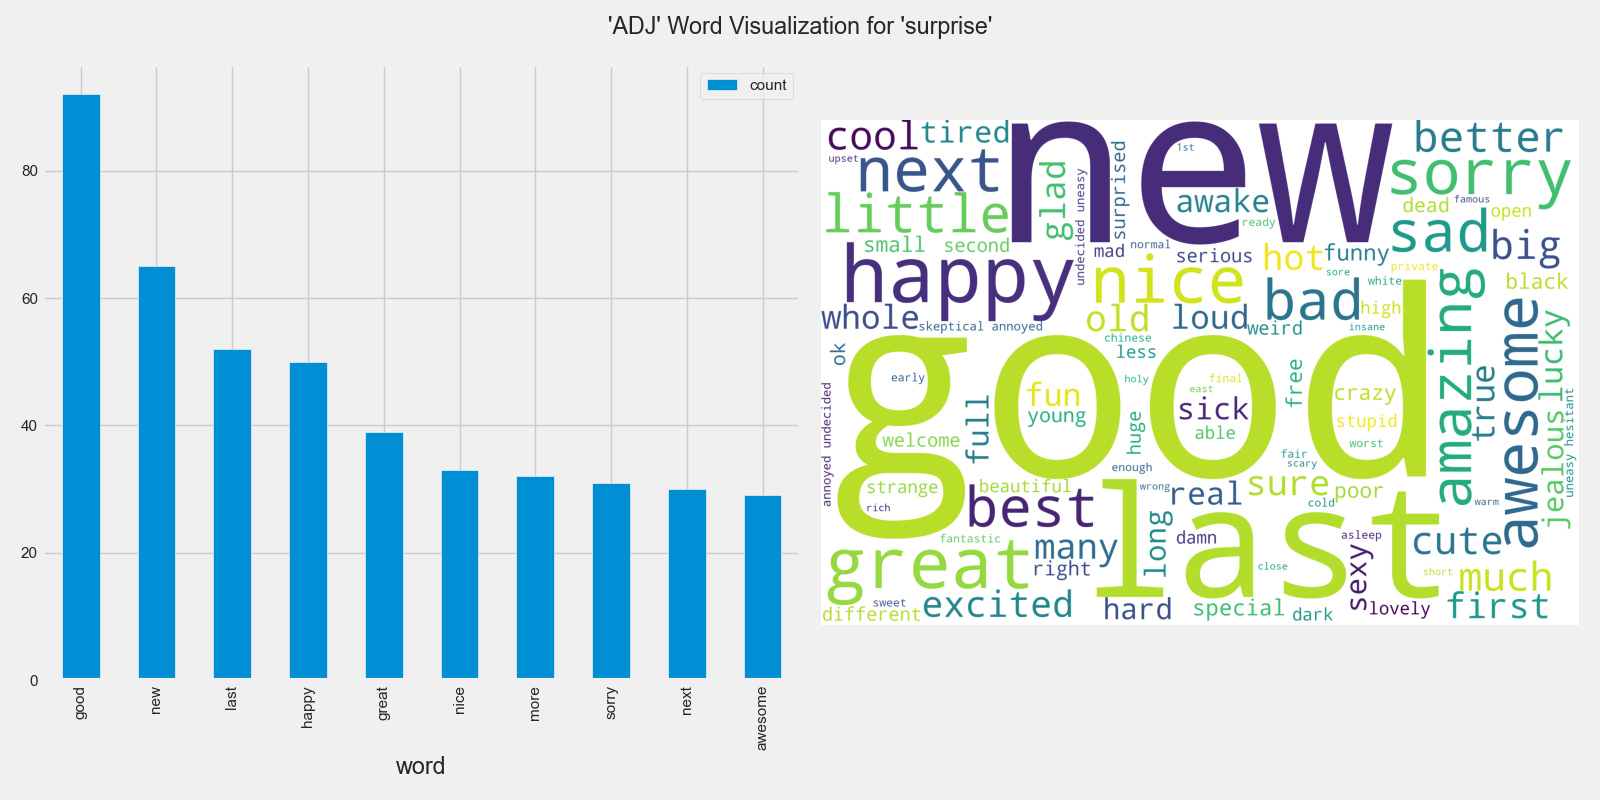 'ADJ' Word Visualization for 'surprise'
count
80
60
40
20
0
good
new
last
happy
great
nice
more
sorry
next
awesome
word
cool tired new 1st better
upset next glad surprised sorry
little undecided uneasy awake dead famous open
small second mad normal ready sad big
happy nice serious hot funny private
sore white black
whole skeptical annoyed old loud bad high
weird insane amazing awesome lucky
ok good chinese less
early holy final east free true
annoyed undecided fun young sick crazy
full huge able stupid
welcome worst jealous uneasy hesitant
enough fair scary
strange beautiful wrong real sure poor
rich best last cold warm
fantastic many long damn asleep cute
great right close sexy short much
sweet excited hard special dark lovely first
different